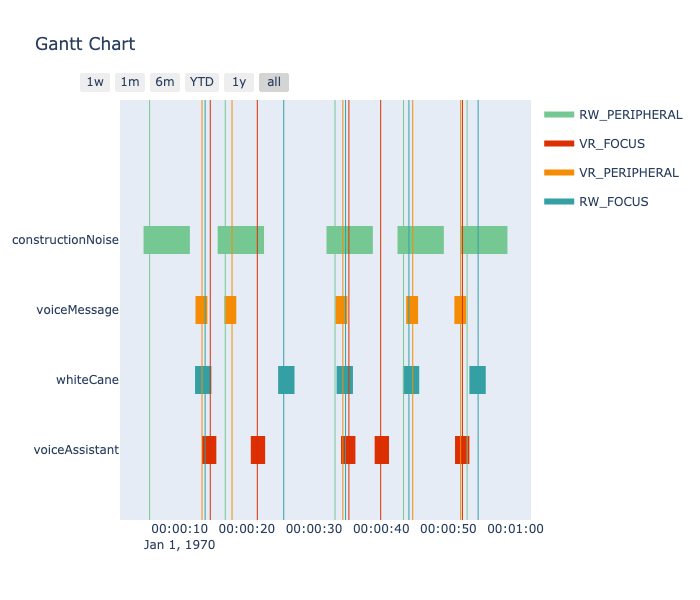 Gantt Chart
1w 1m 6m YTD 1y all
RW_PERIPHERAL
VR_FOCUS
VR_PERIPHERAL
RW_FOCUS
constructionNoise
voiceMessage
whiteCane
voiceAssistant
00:00:10 00:00:20 00:00:30 00:00:40 00:00:50 00:01:00
Jan 1, 1970